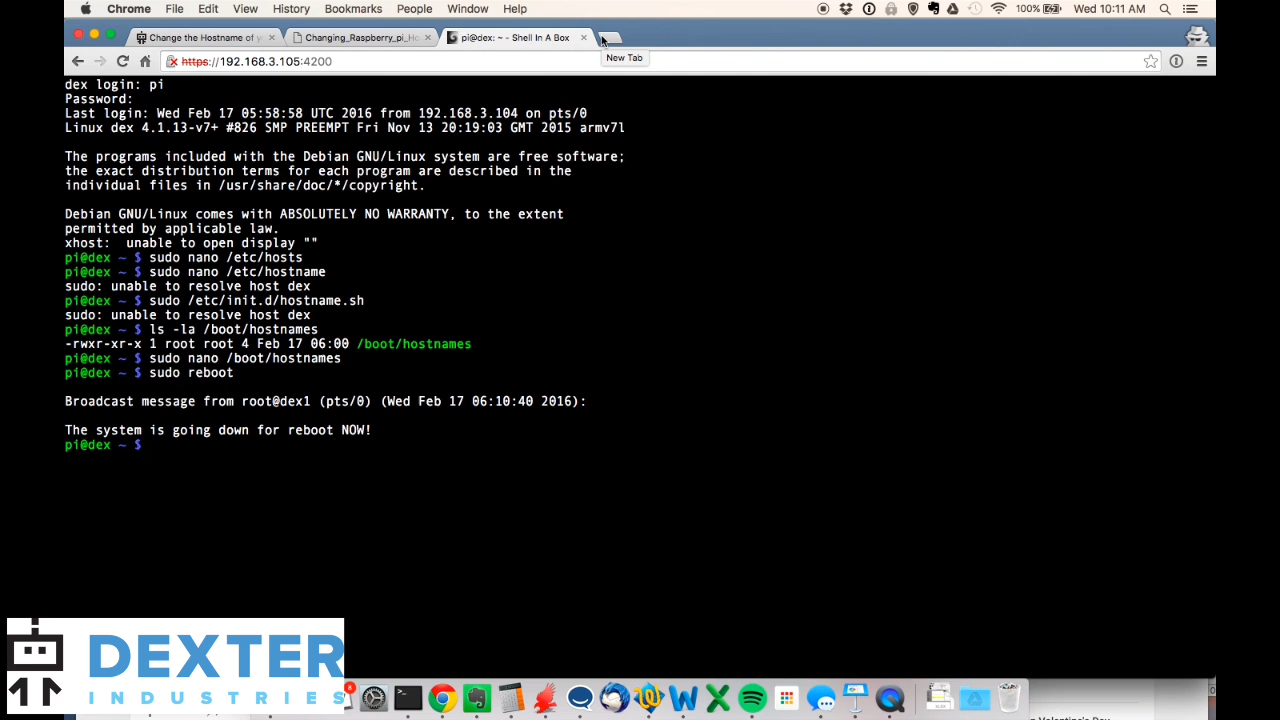 Chrome File Edit View History Bookmarks People Window Help 100% Wed Domain 10:11 AM
Change the Hostname of y Changing_Raspberry_pi_Ho pi@dex: ~ - Shell In A Box
https://192.168.3.105:4200
New Tab
dex login: pi
Password:
Last login: Wed Feb 17 05:58:58 UTC 2016 from 192.168.3.104 on pts/0
Linux dex 4.1.13-v7+ #826 SMP PREEMPT Fri Nov 13 20:19:03 GMT 2015 armv7l
The programs included with the Debian GNU/Linux system are free software;
the exact distribution terms for each program are described in the
individual files in /usr/share/doc/*/copyright.
Debian GNU/Linux comes with ABSOLUTELY NO WARRANTY, to the extent
permitted by applicable law.
xhost: unable to open display ""
pi@dex ~ $ sudo nano /etc/hosts
pi@dex ~ $ sudo nano /etc/hostname
sudo: unable to resolve host dex
pi@dex ~ $ sudo /etc/init.d/hostname.sh
sudo: unable to resolve host dex
pi@dex ~ $ ls -la /boot/hostnames
-rwxr-xr-x 1 root root 4 Feb 17 06:00 /boot/hostnames
pi@dex ~ $ sudo nano /boot/hostnames
pi@dex ~ $ sudo reboot
Broadcast message from root@dex1 (pts/0) (Wed Feb 17 06:10:40 2016):
The system is going down for reboot NOW!
pi@dex ~ $
DEXTER
INDUSTRIES
8